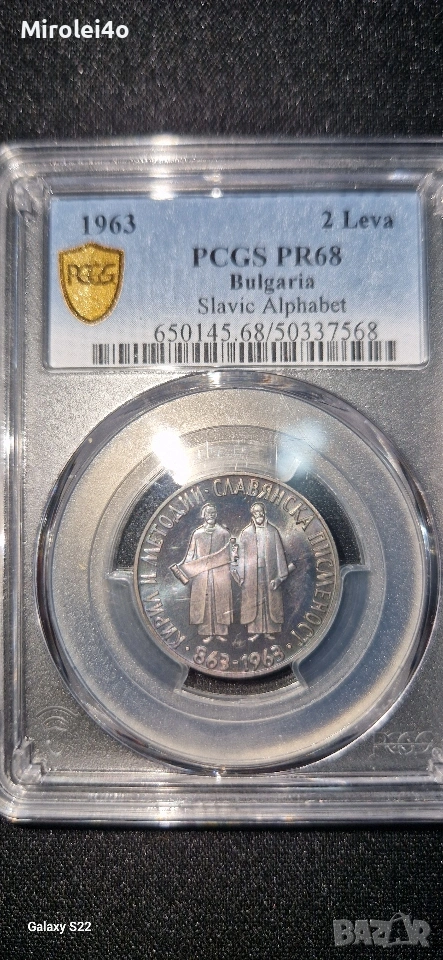 Mirolei4o
1963 2 Leva
PCGS PR68
Bulgaria
Slavic Alphabet
650145.68/50337568
PCGS
КИРИЛ И МЕТОДИЙ · СЛАВЯНСКА ПИСМЕНОСТ
· 863-1963 ·
PCGS
Galaxy S22
BAZAR